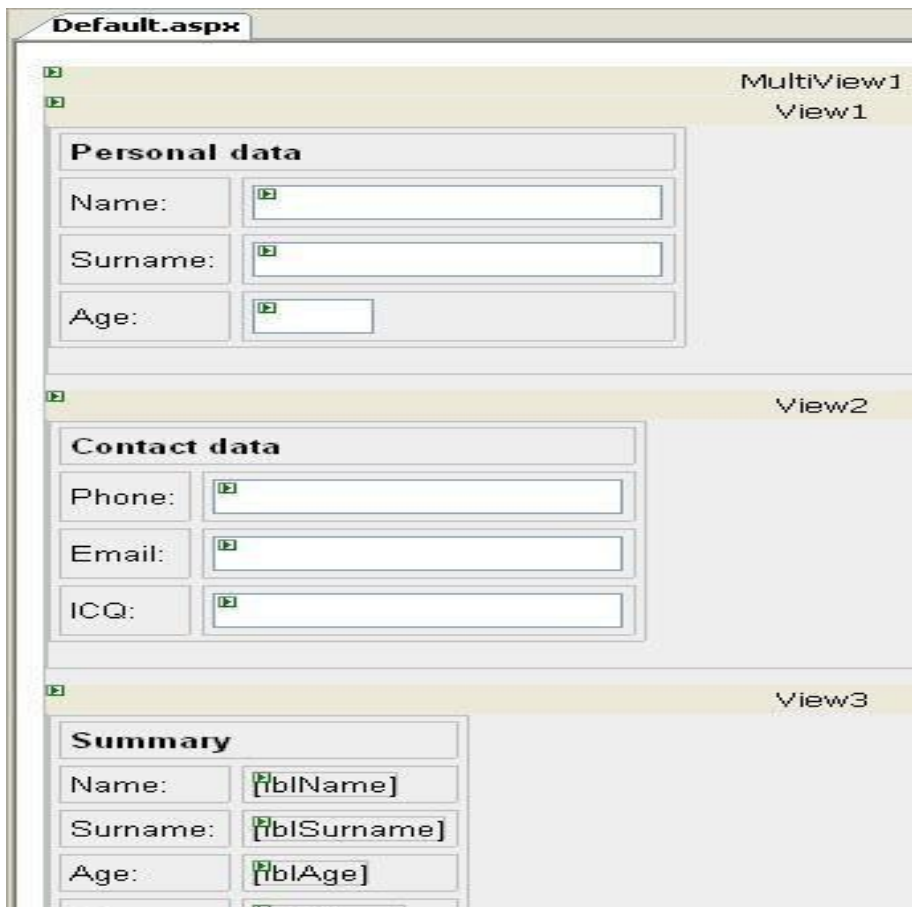 Default.aspx
MultiView1
View1
Personal data
Name:
Surname:
Age:
View2
Contact data
Phone:
Email:
ICQ:
View3
Summary
Name: [lblName]
Surname: [lblSurname]
Age: [lblAge]